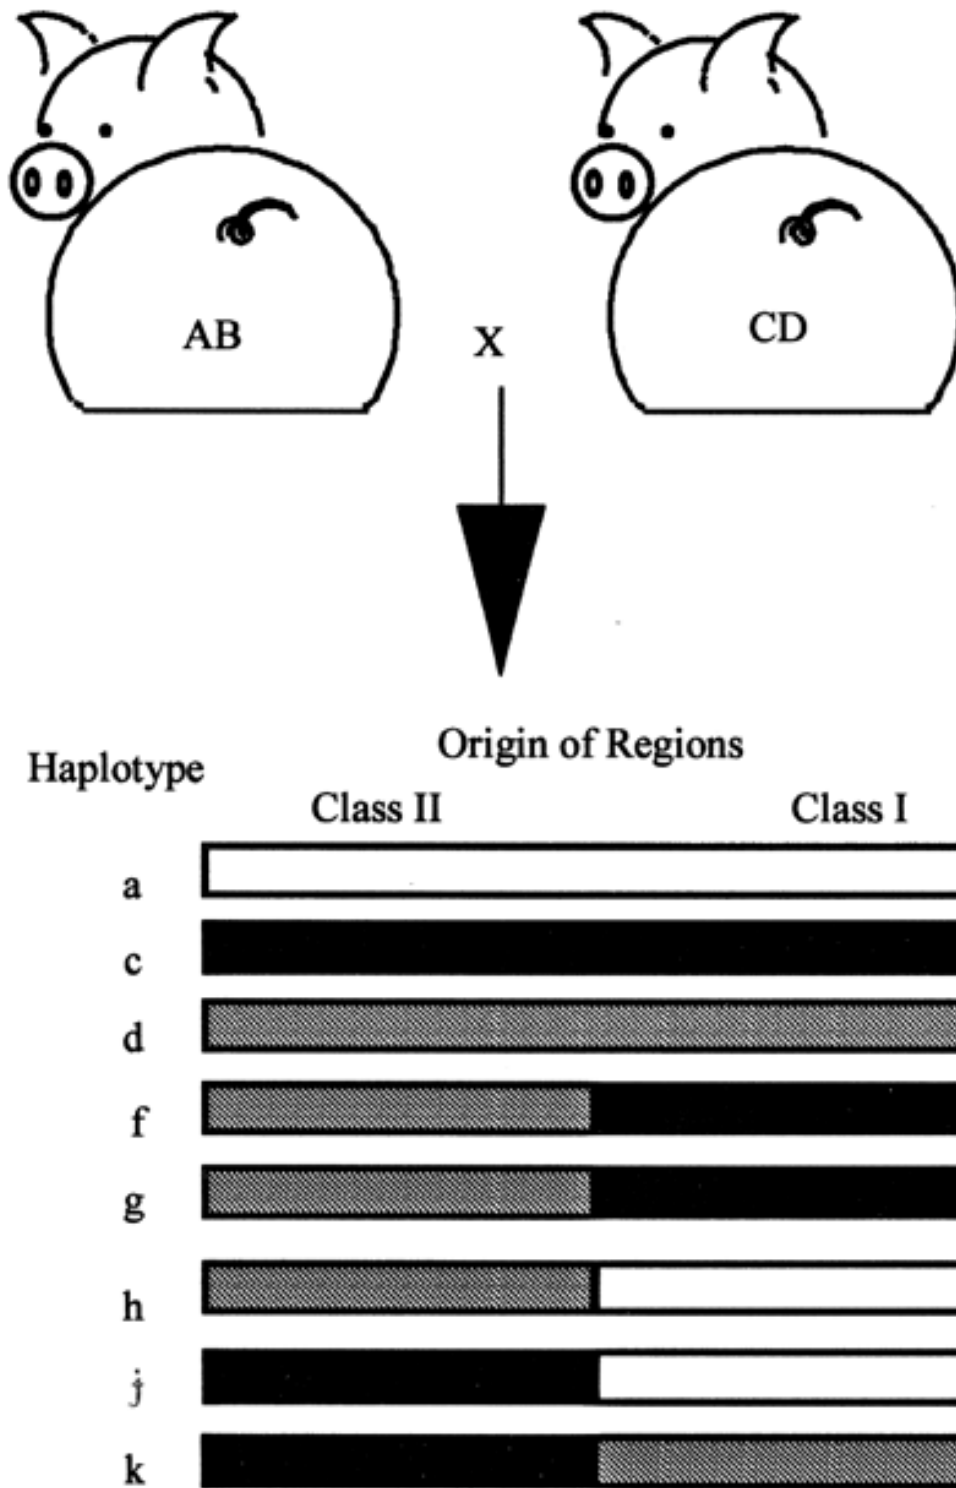 AB
X
CD
Origin of Regions
Haplotype
Class II Class I
a
c
d
f
g
h
j
k